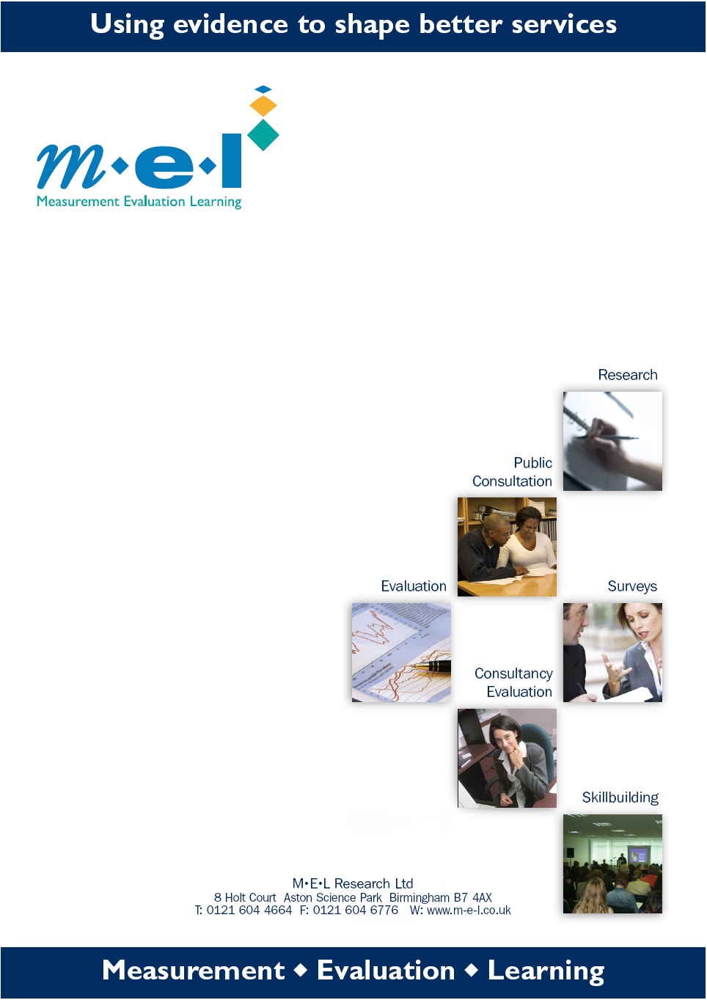 Using evidence to shape better services
m•e•l
Measurement Evaluation Learning
Research
Public
Consultation
Evaluation
Surveys
Consultancy
Evaluation
Skillbuilding
M•E•L Research Ltd
8 Holt Court Aston Science Park Birmingham B7 4AX
T: 0121 604 4664 F: 0121 604 6776 W: www.m-e-l.co.uk
Measurement ◆ Evaluation ◆ Learning